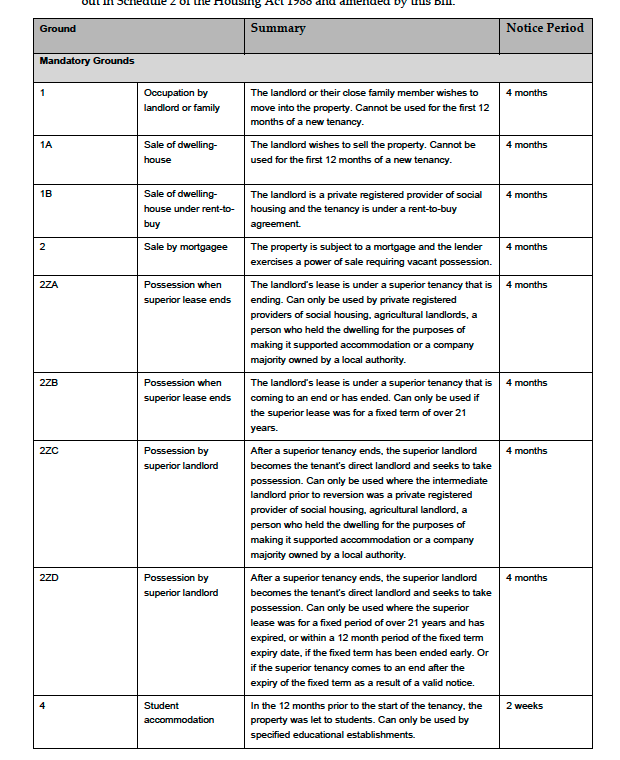 out in Schedule 2 of the Housing Act 1988 and amended by this Bill.
Ground Summary Notice Period
Mandatory Grounds
1 Occupation by The landlord or their close family member wishes to 4 months
landlord or family move into the property. Cannot be used for the first 12
months of a new tenancy.
1A Sale of dwelling- The landlord wishes to sell the property. Cannot be 4 months
house used for the first 12 months of a new tenancy.
1B Sale of dwelling- The landlord is a private registered provider of social 4 months
house under rent-to- housing and the tenancy is under a rent-to-buy
buy agreement.
2 Sale by mortgagee The property is subject to a mortgage and the lender 4 months
exercises a power of sale requiring vacant possession.
2ZA Possession when The landlord's lease is under a superior tenancy that is 4 months
superior lease ends ending. Can only be used by private registered
providers of social housing, agricultural landlords, a
person who held the dwelling for the purposes of
making it supported accommodation or a company
majority owned by a local authority.
2ZB Possession when The landlord's lease is under a superior tenancy that is 4 months
superior lease ends coming to an end or has ended. Can only be used if
the superior lease was for a fixed term of over 21
years.
2ZC Possession by After a superior tenancy ends, the superior landlord 4 months
superior landlord becomes the tenant's direct landlord and seeks to take
possession. Can only be used where the intermediate
landlord prior to reversion was a private registered
provider of social housing, agricultural landlord, a
person who held the dwelling for the purposes of
making it supported accommodation or a company
majority owned by a local authority.
2ZD Possession by After a superior tenancy ends, the superior landlord 4 months
superior landlord becomes the tenant's direct landlord and seeks to take
possession. Can only be used where the superior
lease was for a fixed period of over 21 years and has
expired, or within a 12 month period of the fixed term
expiry date, if the fixed term has been ended early. Or
if the superior tenancy comes to an end after the
expiry of the fixed term as a result of a valid notice.
4 Student In the 12 months prior to the start of the tenancy, the 2 weeks
accommodation property was let to students. Can only be used by
specified educational establishments.